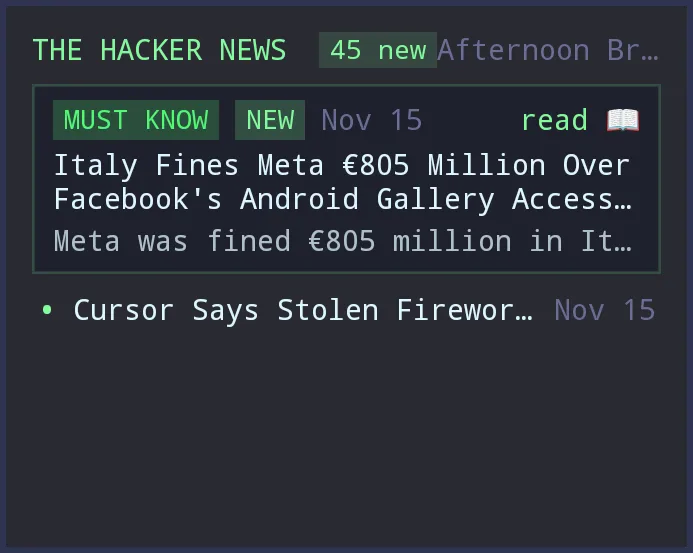 THE HACKER NEWS 45 new Afternoon Br…
MUST KNOW NEW Nov 15 read 📖
Italy Fines Meta €805 Million Over
Facebook's Android Gallery Access…
Meta was fined €805 million in It…
• Cursor Says Stolen Firewor… Nov 15